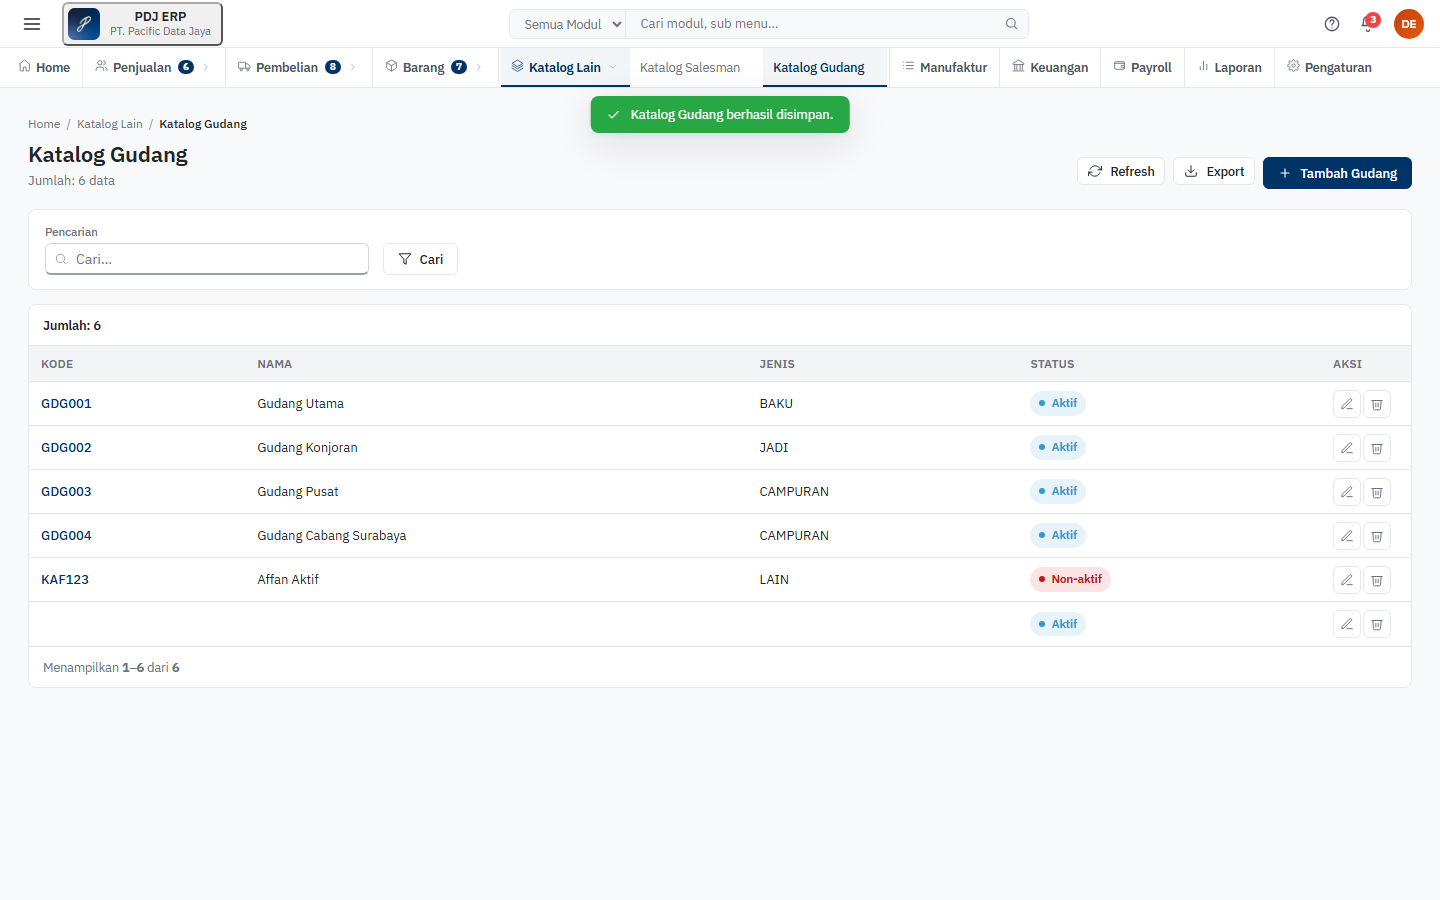 PDJ ERP
PT. Pacific Data Jaya
Semua Modul
Cari modul, sub menu...
3
DE
Home
Penjualan 6
Pembelian 8
Barang 7
Katalog Lain
Katalog Salesman
Katalog Gudang
Manufaktur
Keuangan
Payroll
Laporan
Pengaturan
Katalog Gudang berhasil disimpan.
Home / Katalog Lain / Katalog Gudang
Katalog Gudang
Jumlah: 6 data
Refresh
Export
Tambah Gudang
Pencarian
Cari...
Cari
Jumlah: 6
KODE NAMA JENIS STATUS AKSI
GDG001 Gudang Utama BAKU Aktif
GDG002 Gudang Konjoran JADI Aktif
GDG003 Gudang Pusat CAMPURAN Aktif
GDG004 Gudang Cabang Surabaya CAMPURAN Aktif
KAF123 Affan Aktif LAIN Non-aktif
Aktif
Menampilkan 1–6 dari 6